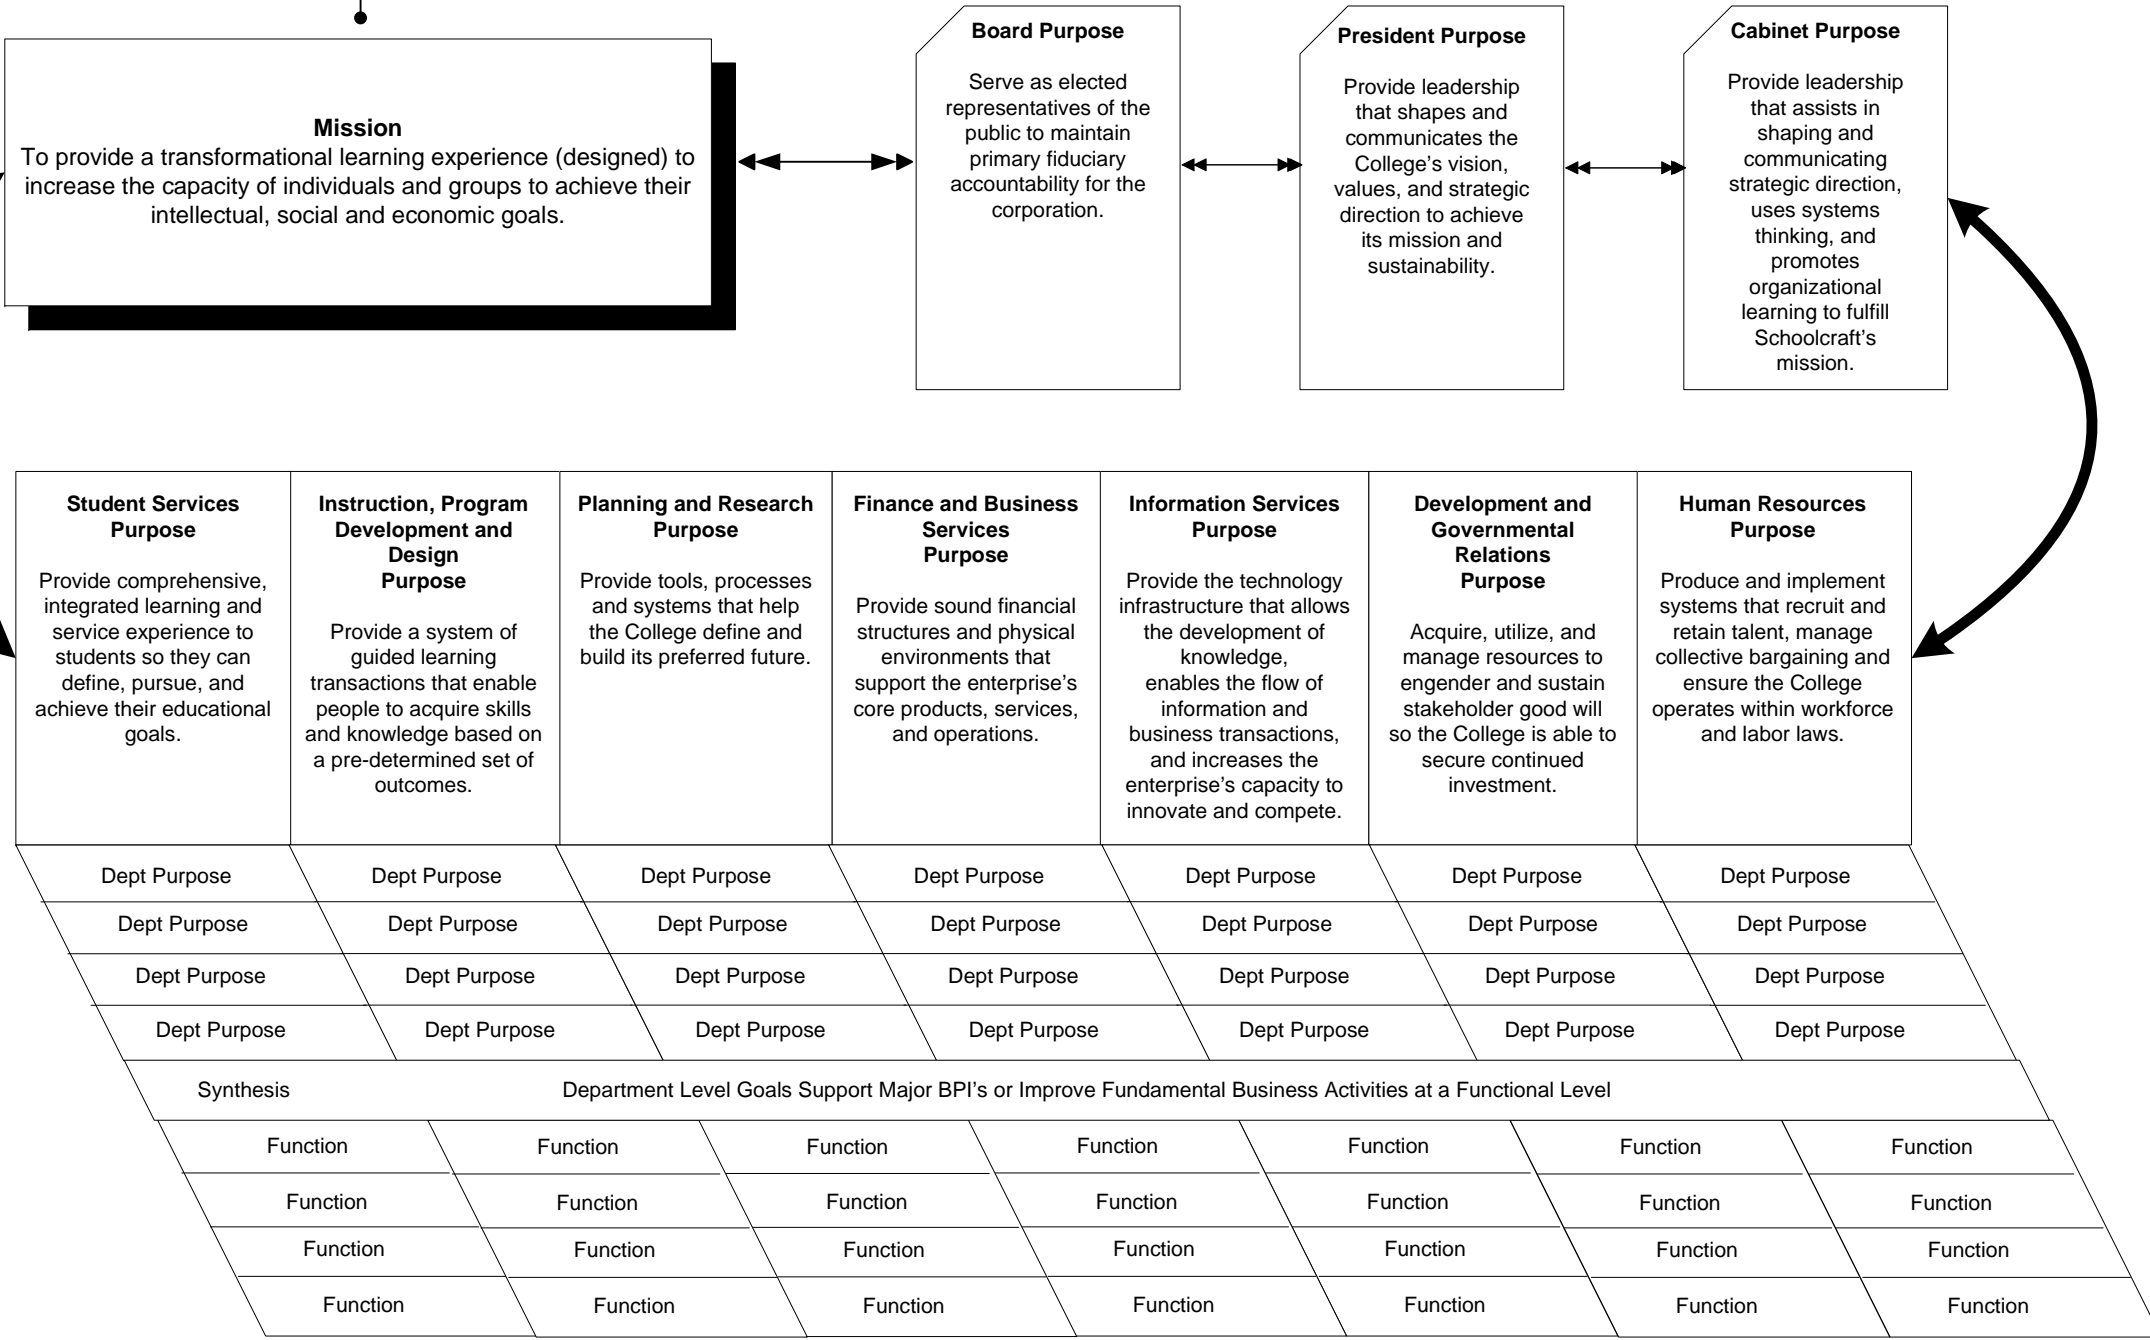 Mission
To provide a transformational learning experience (designed) to
increase the capacity of individuals and groups to achieve their
intellectual, social and economic goals.
Board Purpose
Serve as elected
representatives of the
public to maintain
primary fiduciary
accountability for the
corporation.
President Purpose
Provide leadership
that shapes and
communicates the
College’s vision,
values, and strategic
direction to achieve
its mission and
sustainability.
Cabinet Purpose
Provide leadership
that assists in
shaping and
communicating
strategic direction,
uses systems
thinking, and
promotes
organizational
learning to fulfill
Schoolcraft’s
mission.
Student Services
Purpose
Provide comprehensive,
integrated learning and
service experience to
students so they can
define, pursue, and
achieve their educational
goals.
Instruction, Program
Development and
Design
Purpose
Provide a system of
guided learning
transactions that enable
people to acquire skills
and knowledge based on
a pre-determined set of
outcomes.
Planning and Research
Purpose
Provide tools, processes
and systems that help
the College define and
build its preferred future.
Finance and Business
Services
Purpose
Provide sound financial
structures and physical
environments that
support the enterprise’s
core products, services,
and operations.
Information Services
Purpose
Provide the technology
infrastructure that allows
the development of
knowledge,
enables the flow of
information and
business transactions,
and increases the
enterprise’s capacity to
innovate and compete.
Development and
Governmental
Relations
Purpose
Acquire, utilize, and
manage resources to
engender and sustain
stakeholder good will
so the College is able to
secure continued
investment.
Human Resources
Purpose
Produce and implement
systems that recruit and
retain talent, manage
collective bargaining and
ensure the College
operates within workforce
and labor laws.
Dept Purpose Dept Purpose Dept Purpose Dept Purpose Dept Purpose Dept Purpose Dept Purpose
Dept Purpose Dept Purpose Dept Purpose Dept Purpose Dept Purpose Dept Purpose Dept Purpose
Dept Purpose Dept Purpose Dept Purpose Dept Purpose Dept Purpose Dept Purpose Dept Purpose
Dept Purpose Dept Purpose Dept Purpose Dept Purpose Dept Purpose Dept Purpose Dept Purpose
Synthesis Department Level Goals Support Major BPI’s or Improve Fundamental Business Activities at a Functional Level
Function Function Function Function Function Function Function
Function Function Function Function Function Function Function
Function Function Function Function Function Function Function
Function Function Function Function Function Function Function